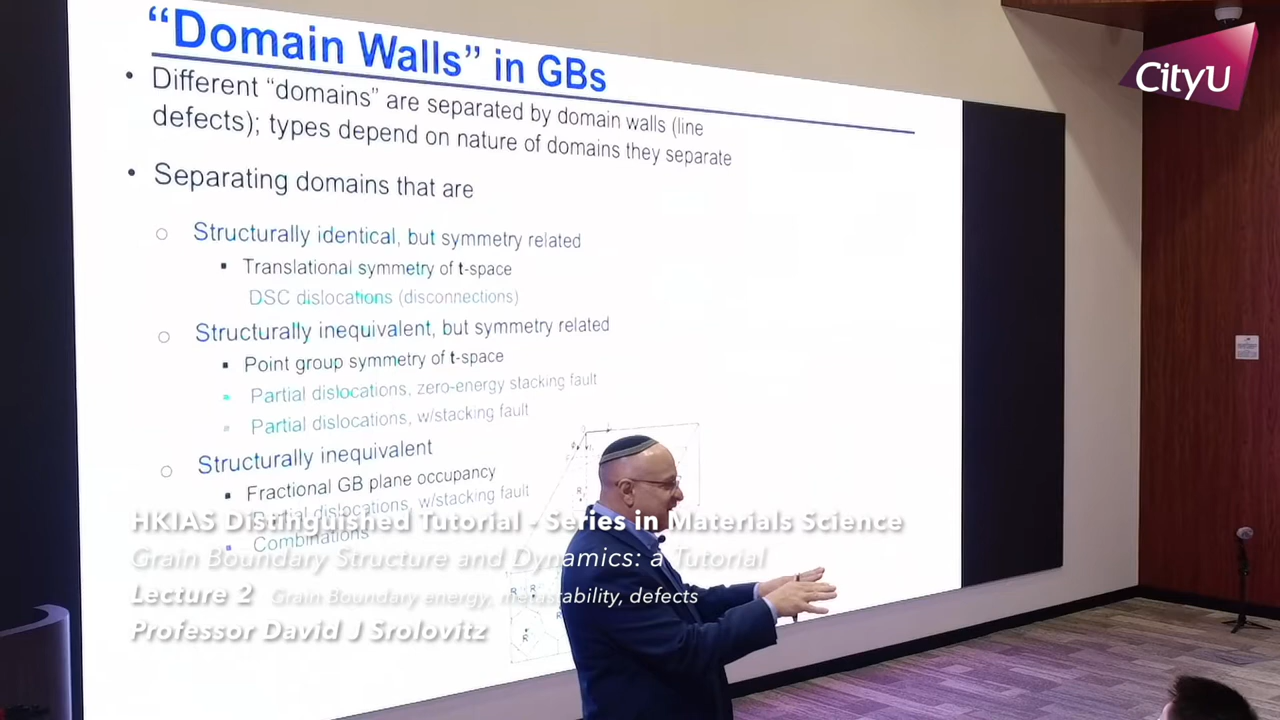 “Domain Walls” in GBs
• Different “domains” are separated by domain walls (line
defects); types depend on nature of domains they separate
• Separating domains that are
○ Structurally identical, but symmetry related
▪ Translational symmetry of t-space
DSC dislocations (disconnections)
○ Structurally inequivalent, but symmetry related
▪ Point group symmetry of t-space
▪ Partial dislocations, zero-energy stacking fault
▪ Partial dislocations, w/stacking fault
○ Structurally inequivalent
▪ Fractional GB plane occupancy
▪ Partial dislocations, w/stacking fault
▪ Combinations
HKIAS Distinguished Tutorial - Series in Materials Science
Grain Boundary Structure and Dynamics: a Tutorial
Lecture 2 Grain Boundary energy, metastability, defects
Professor David J Srolovitz
CityU